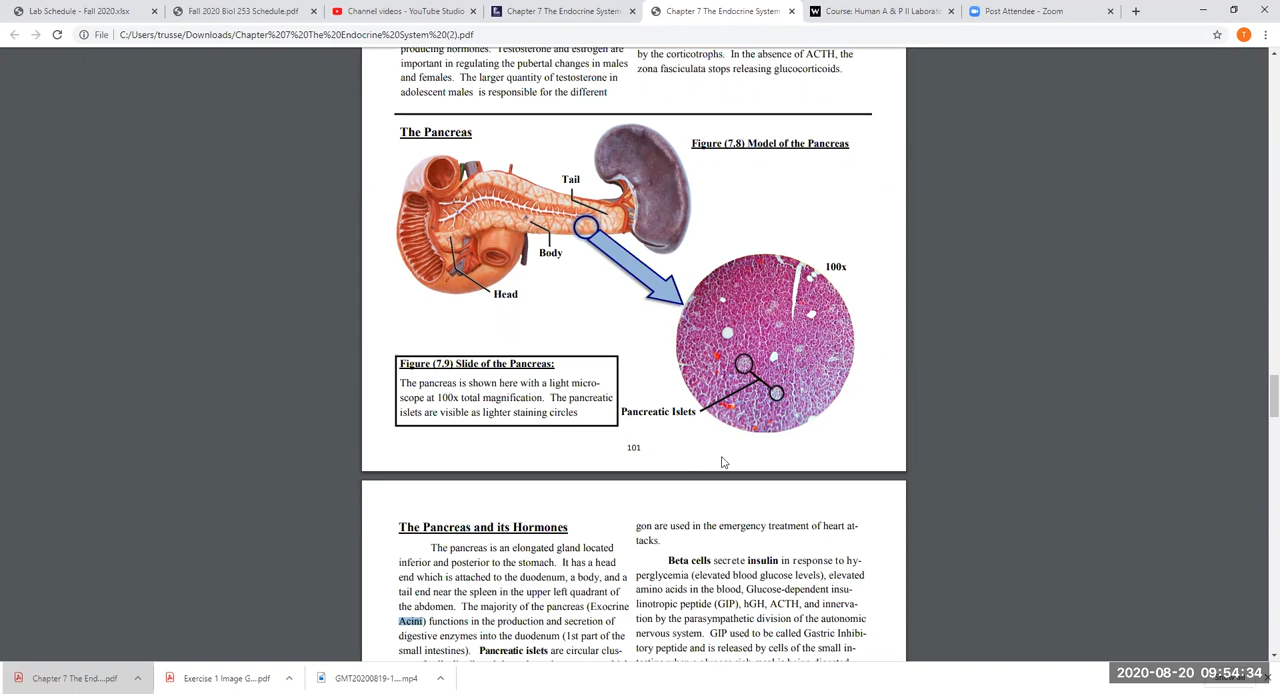 Lab Schedule - Fall 2020.xlsx
Fall 2020 Biol 253 Schedule.pdf
Channel videos - YouTube Studio
Chapter 7 The Endocrine System
Chapter 7 The Endocrine System
Course: Human A & P II Laborat
Post Attendee - Zoom
File
C:/Users/trusse/Downloads/Chapter%207%20The%20Endocrine%20System%20(2).pdf
T
producing hormones. Testosterone and estrogen are
important in regulating the pubertal changes in males
and females. The larger quantity of testosterone in
adolescent males is responsible for the different
by the corticotrophs. In the absence of ACTH, the
zona fasciculata stops releasing glucocorticoids.
The Pancreas
Figure (7.8) Model of the Pancreas
Tail
Body
Head
100x
Figure (7.9) Slide of the Pancreas:
The pancreas is shown here with a light micro-
scope at 100x total magnification. The pancreatic
islets are visible as lighter staining circles
Pancreatic Islets
101
The Pancreas and its Hormones
The pancreas is an elongated gland located
inferior and posterior to the stomach. It has a head
end which is attached to the duodenum, a body, and a
tail end near the spleen in the upper left quadrant of
the abdomen. The majority of the pancreas (Exocrine
Acini) functions in the production and secretion of
digestive enzymes into the duodenum (1st part of the
small intestines). Pancreatic islets are circular clus-
gon are used in the emergency treatment of heart at-
tacks.
Beta cells secrete insulin in response to hy-
perglycemia (elevated blood glucose levels), elevated
amino acids in the blood, Glucose-dependent insu-
linotropic peptide (GIP), hGH, ACTH, and innerva-
tion by the parasympathetic division of the autonomic
nervous system. GIP used to be called Gastric Inhibi-
tory peptide and is released by cells of the small in-
Chapter 7 The End....pdf
Exercise 1 Image G....pdf
GMT20200819-1....mp4
2020-08-20 09:54:34